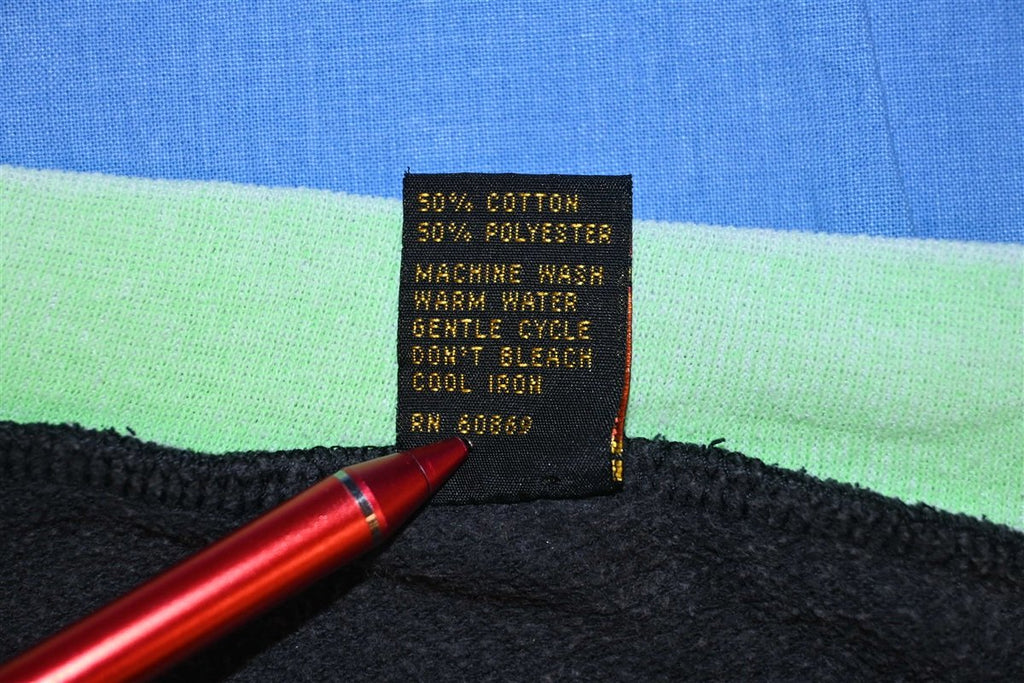 50% COTTON
50% POLYESTER
MACHINE WASH
WARM WATER
GENTLE CYCLE
DON'T BLEACH
COOL IRON
RN 60869